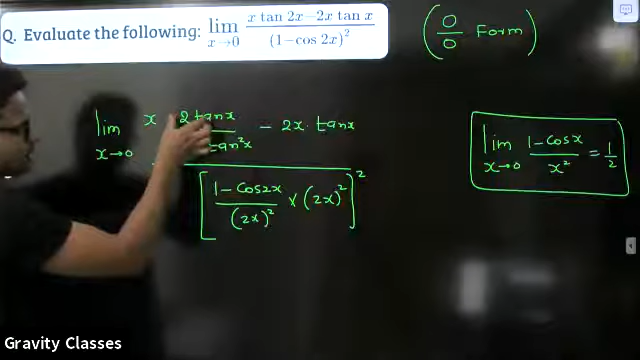 Q. Evaluate the following: lim x→0 (x tan 2x−2x tan x)/(1−cos 2x)²
(0/0 Form)
lim x→0 x 2tanx/tan²x − 2x · tanx
[1 − Cos2x/(2x)² × (2x)²]²
lim x→0 1−Cosx/x² = 1/2
Gravity Classes